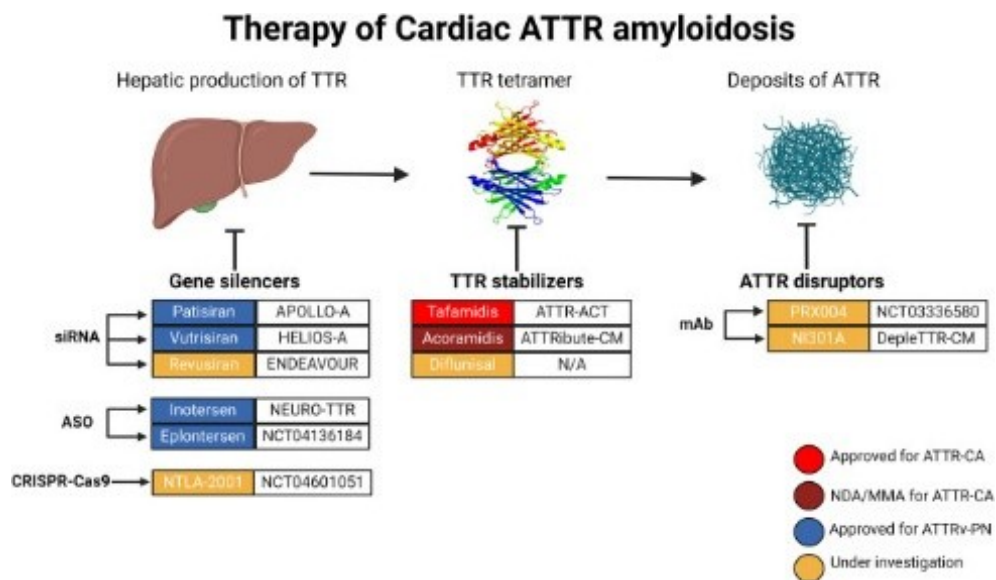 Therapy of Cardiac ATTR amyloidosis
Hepatic production of TTR
TTR tetramer
Deposits of ATTR
Gene silencers
siRNA
Patisiran APOLLO-A
Vutrisiran HELIOS-A
Revusiran ENDEAVOUR
ASO
Inotersen NEURO-TTR
Eplontersen NCT04136184
CRISPR-Cas9 NTLA-2001 NCT04601051
TTR stabilizers
Tafamidis ATTR-ACT
Acoramidis ATTRibute-CM
Diflunisal N/A
ATTR disruptors
mAb
PRX004 NCT03336580
NI301A DepleTTR-CM
Approved for ATTR-CA
NDA/MMA for ATTR-CA
Approved for ATTRv-PN
Under investigation